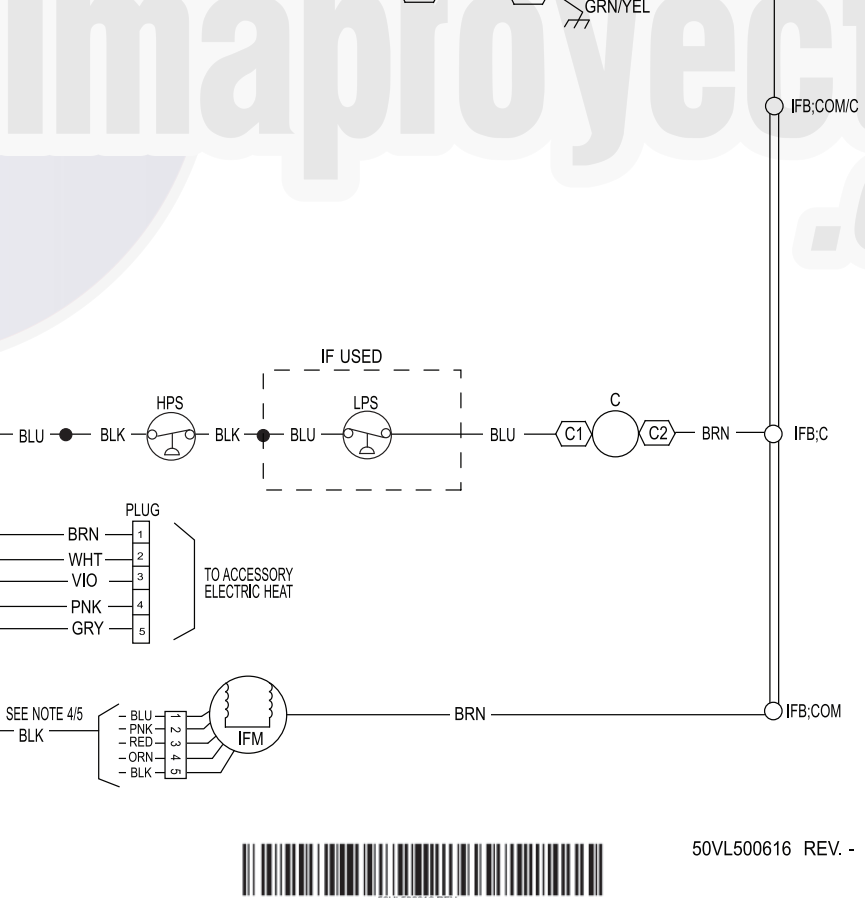 GRN/YEL
imaproyect
IFB;COM/C
IF USED
HPS
LPS
C
BLU
BLK
BLK
BLU
BLU
C1
C2
BRN
IFB;C
PLUG
BRN 1
WHT 2
VIO 3
PNK 4
GRY 5
TO ACCESSORY
ELECTRIC HEAT
SEE NOTE 4/5
BLK
BLU 1
PNK 2
RED 3
ORN 4
BLK 5
IFM
BRN
IFB;COM
50VL500616 REV. -